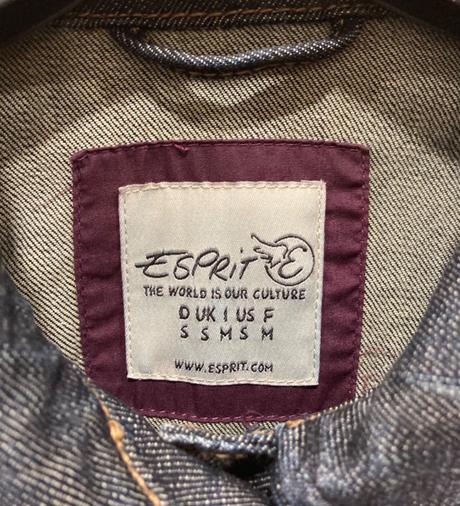 ESPRIT E
THE WORLD IS OUR CULTURE
D UK I US F
S S M S M
WWW.ESPRIT.COM